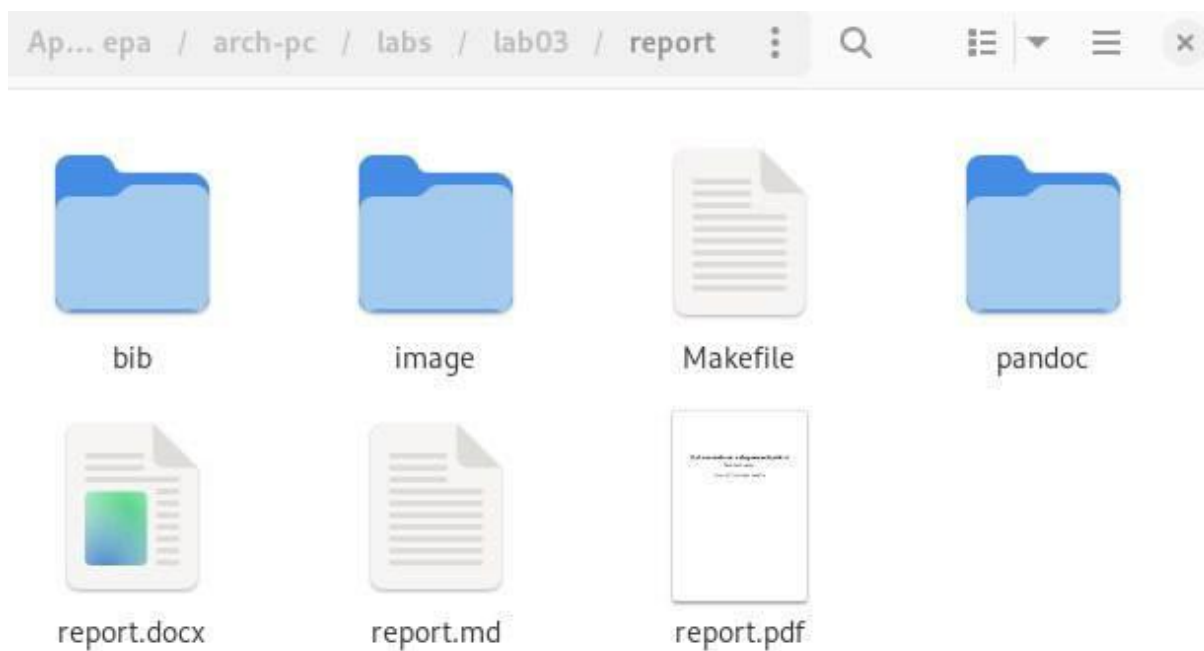 Ap... epa / arch-pc / labs / lab03 / report
bib image Makefile pandoc
report.docx report.md report.pdf